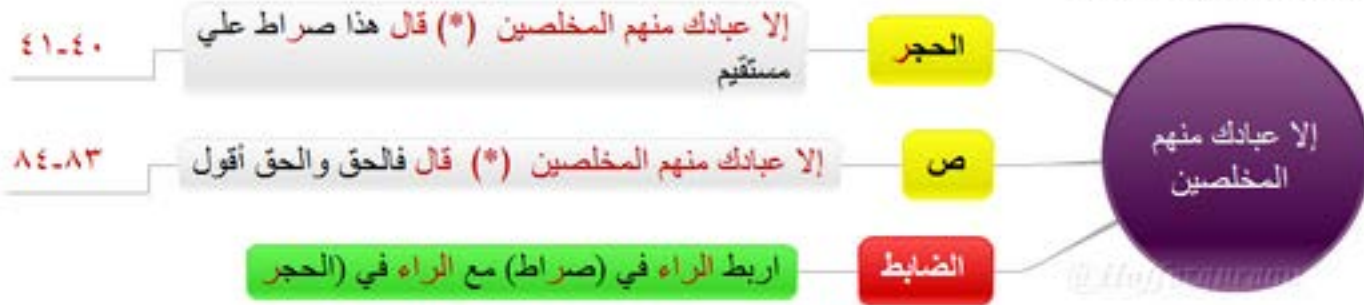 إلا عبادك منهم
المخلصين
الحجر
إلا عبادك منهم المخلصين (*) قال هذا صراط علي
مستقيم
٤٠-٤١
ص
إلا عبادك منهم المخلصين (*) قال فالحق والحق أقول
٨٣-٨٤
الضابط
اربط الراء في (صراط) مع الراء في (الحجر